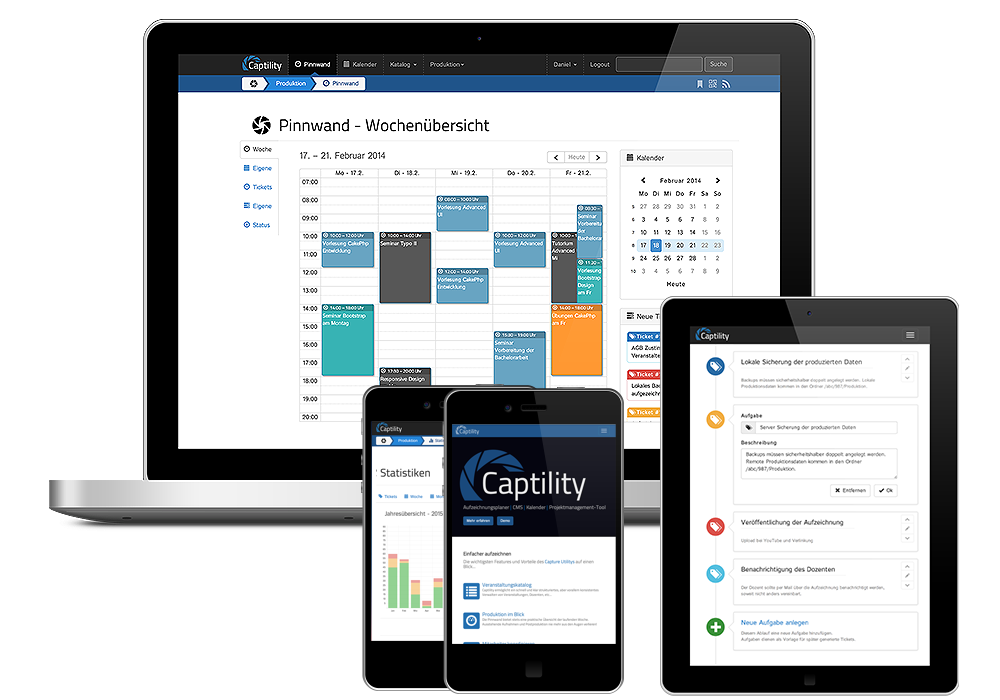 Captility
Pinnwand
Kalender
Katalog
Produktion
Daniel
Logout
Suche
Produktion
Pinnwand
Pinnwand - Wochenübersicht
Woche
Eigene
Tickets
Eigene
Status
17. – 21. Februar 2014
Heute
Mo - 17.2.
Di - 18.2.
Mi - 19.2.
Do - 20.2.
Fr - 21.2.
07:00
08:00
09:00
10:00
11:00
12:00
13:00
14:00
15:00
16:00
17:00
18:00
19:00
20:00
10:00 – 12:00 Uhr
Vorlesung CakePhp
Entwicklung
14:00 – 18:00 Uhr
Seminar Bootstrap
am Montag
10:00 – 14:00 Uhr
Seminar Typo II
17:30 – 20:00 Uhr
Responsive Design
08:00 – 10:00 Uhr
Vorlesung Advanced
UI
12:00 – 14:00 Uhr
Vorlesung CakePhp
Entwicklung
10:00 – 12:00 Uhr
Vorlesung Advanced
UI
15:30 – 19:00 Uhr
Seminar
Vorbereitung der
Bachelorarbeit
08:30 –
Seminar
Vorbereitu
der
Bachelora
10:00 – 1
Tutorium
Advanced
Mi
11:30 –
Vorlesung
Bootstrap
Design
am Fr
14:00 – 18:00 Uhr
Übungen CakePhp
am Fr
Kalender
Februar 2014
Mo Di Mi Do Fr Sa So
5 27 28 29 30 31 1 2
6 3 4 5 6 7 8 9
7 10 11 12 13 14 15 16
8 17 18 19 20 21 22 23
9 24 25 26 27 28 1 2
10 3 4 5 6 7 8 9
Heute
Neue T
Ticket #
AGB Zustim
Veranstalte
Ticket #
Lokales Bac
aufgezeichn
Ticket #
Captility
Produktion
Statistiken
Tickets
Woche
Jahresübersicht - 2015
Captility
Captility
Aufzeichnungsplaner | CMS | Kalender | Projektmanagement-Tool
Mehr erfahren
Demo
Einfacher aufzeichnen
Die wichtigsten Features und Vorteile des Capture Utilitys auf einen
Blick...
Veranstaltungskatalog
Produktion im Blick
Captility
Lokale Sicherung der produzierten Daten
Backups müssen sicherheitshalber doppelt angelegt werden. Lokale
Produktionsdaten kommen in den Ordner /abc/987/Produktion.
Aufgabe
Server Sicherung der produzierten Daten
Beschreibung
Backups müssen sicherheitshalber doppelt angelegt werden.
Remote Produktionsdaten kommen in den Ordner
/abc/987/Produktion.
Entfernen
Ok
Veröffentlichung der Aufzeichnung
Upload bei YouTube und Verlinkung
Benachrichtigung des Dozenten
Der Dozent sollte per Mail über die Aufzeichnung benachrichtigt werden,
soweit nicht anders vereinbart.
Neue Aufgabe anlegen
Diesem Ablauf eine neue Aufgabe hinzufügen.
Aufgaben dienen als Vorlage für später generierte Tickets.